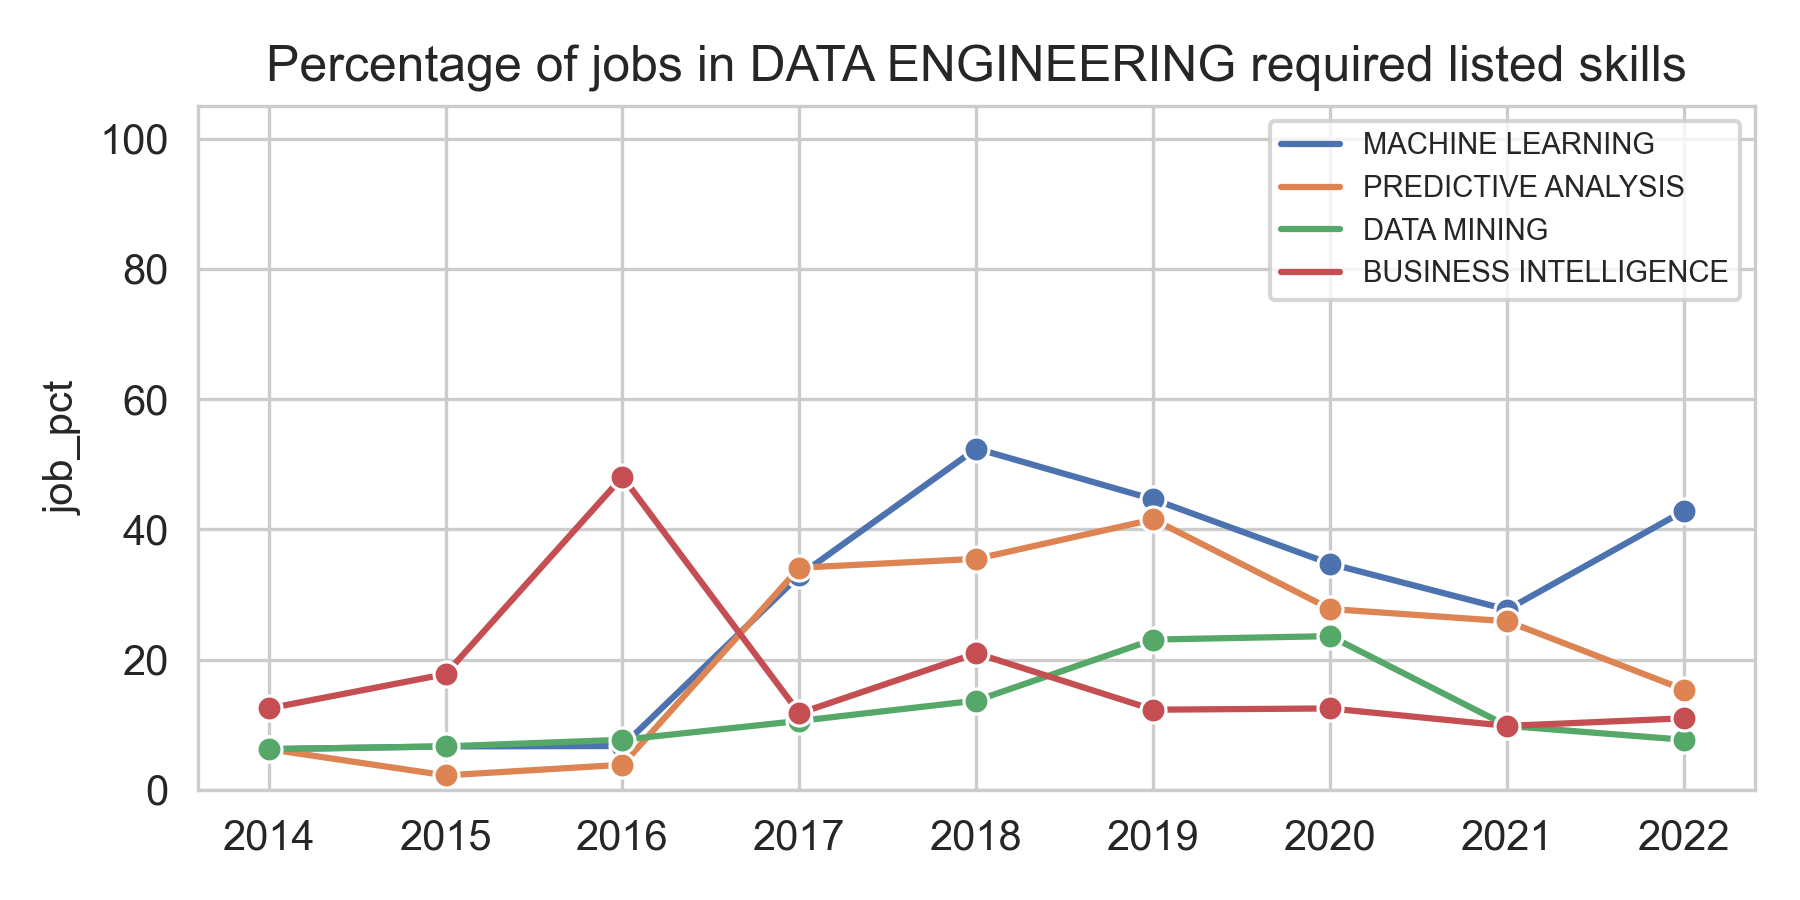 Percentage of jobs in DATA ENGINEERING required listed skills
100
80
60
40
20
0
job_pct
MACHINE LEARNING
PREDICTIVE ANALYSIS
DATA MINING
BUSINESS INTELLIGENCE
2014 2015 2016 2017 2018 2019 2020 2021 2022